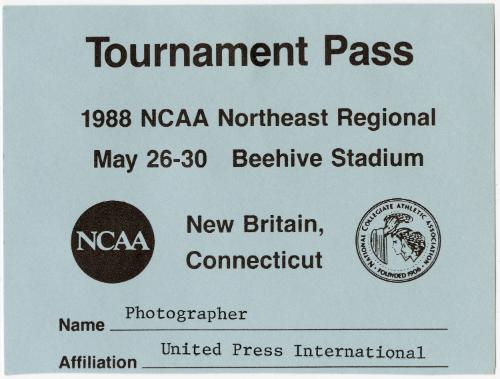 Tournament Pass
1988 NCAA Northeast Regional
May 26-30 Beehive Stadium
NCAA
New Britain,
Connecticut
NATIONAL COLLEGIATE ATHLETIC ASSOCIATION
• FOUNDED 1906 •
Name Photographer
Affiliation United Press International